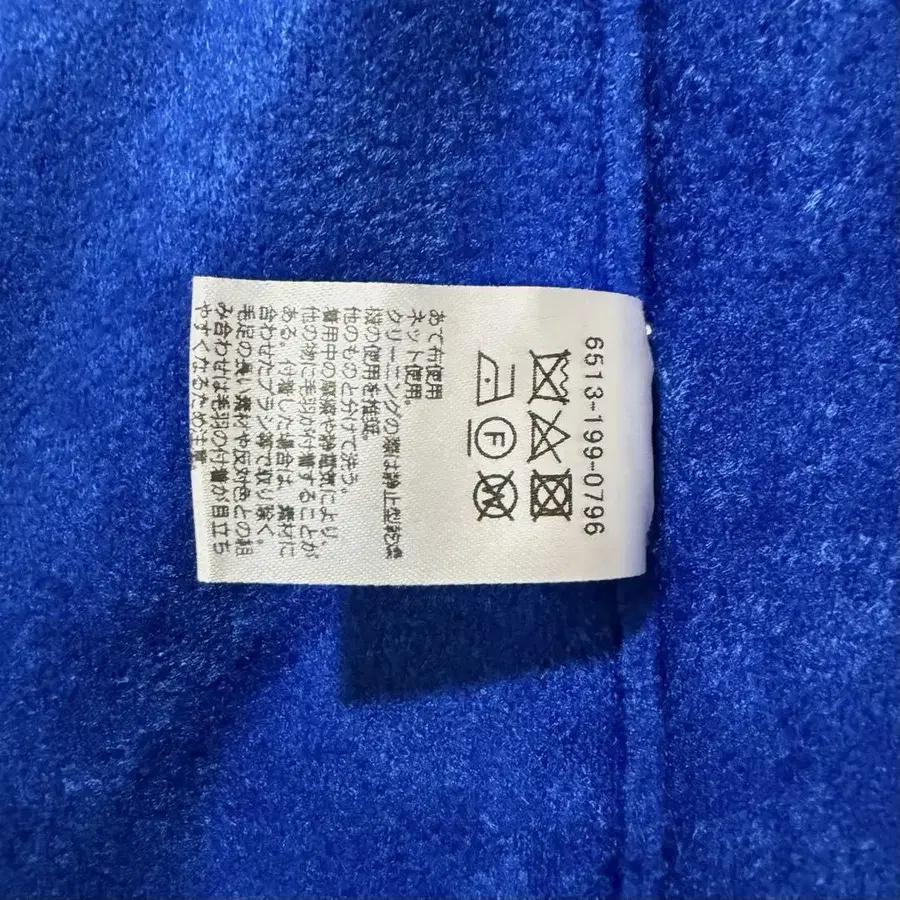 6513-199-0796
あて布使用。
ネット使用。
クリーニングの際は静止型乾燥
機の使用を推奨。
他のものとわけて洗う。
着用中の摩擦や静電気により、
他の物に毛羽が付着することが
ある。付着した場合は、素材に
合わせたブラシ等で取り除く。
毛足の濃い素材や反対色との組
み合わせは毛羽の付着が目立ち
やすくなるため注意。